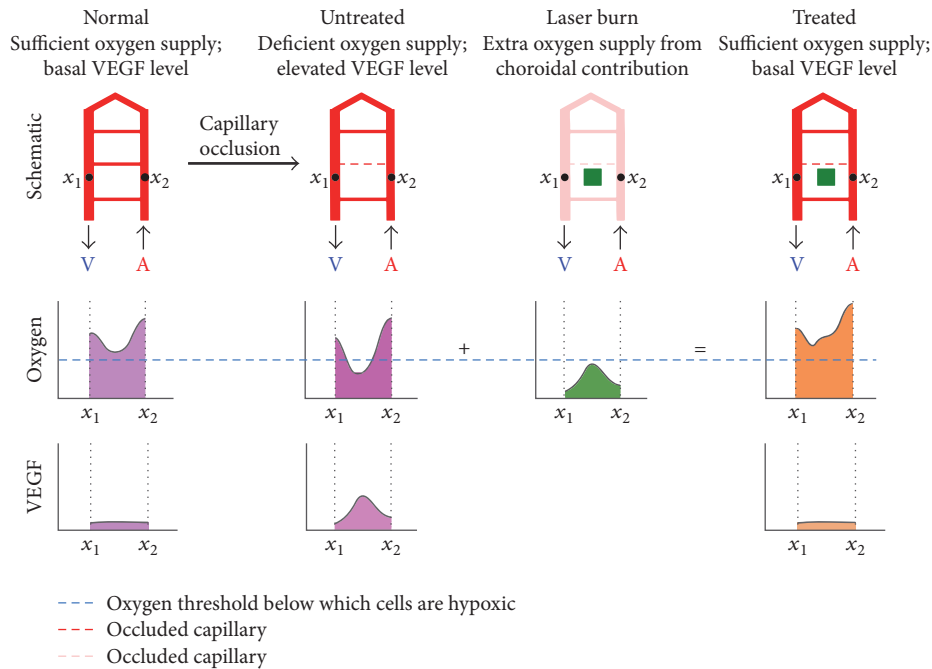 Normal
Sufficient oxygen supply;
basal VEGF level
Untreated
Deficient oxygen supply;
elevated VEGF level
Laser burn
Extra oxygen supply from
choroidal contribution
Treated
Sufficient oxygen supply;
basal VEGF level
Schematic
x1 x2
V A
Capillary
occlusion
x1 x2
V A
x1 x2
V A
x1 x2
V A
Oxygen
x1 x2
x1 x2
+
x1 x2
=
x1 x2
VEGF
x1 x2
x1 x2
x1 x2
Oxygen threshold below which cells are hypoxic
Occluded capillary
Occluded capillary